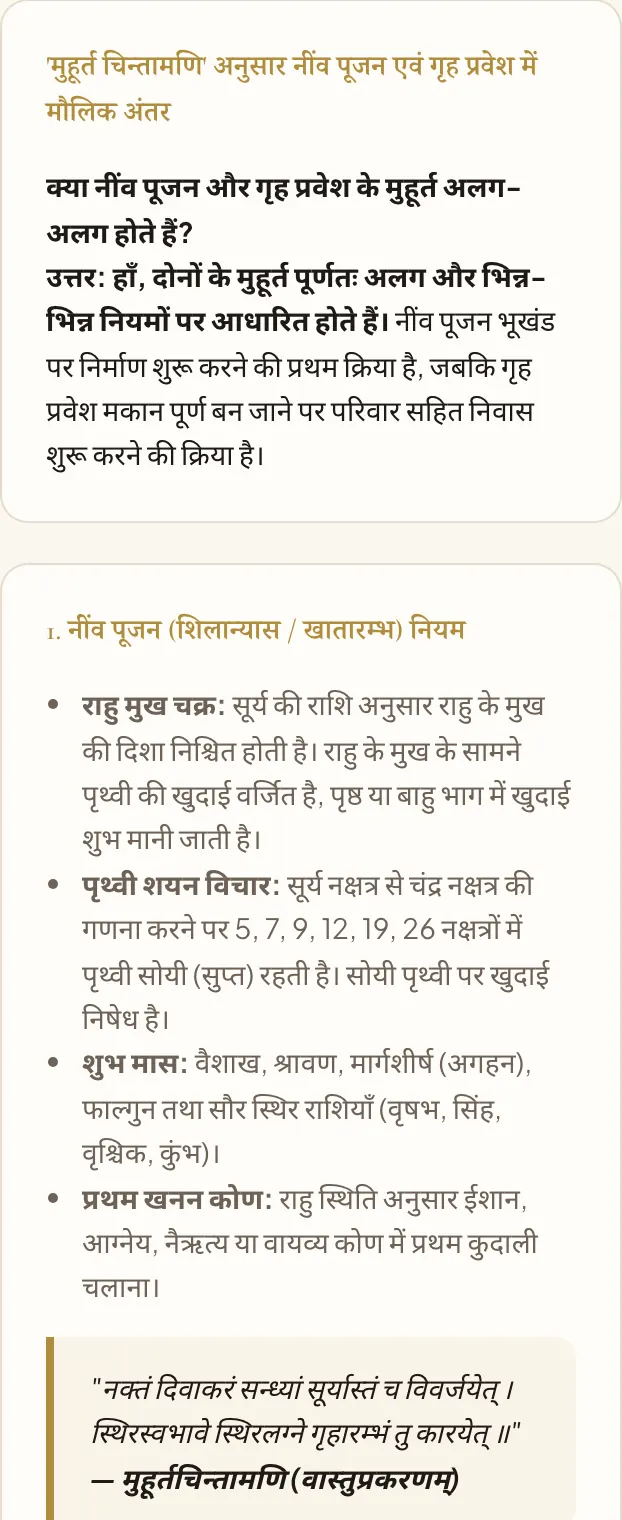 'मुहूर्त चिन्तामणि' अनुसार नींव पूजन एवं गृह प्रवेश में
मौलिक अंतर
क्या नींव पूजन और गृह प्रवेश के मुहूर्त अलग-
अलग होते हैं?
उत्तर: हाँ, दोनों के मुहूर्त पूर्णतः अलग और भिन्न-
भिन्न नियमों पर आधारित होते हैं। नींव पूजन भूखंड
पर निर्माण शुरू करने की प्रथम क्रिया है, जबकि गृह
प्रवेश मकान पूर्ण बन जाने पर परिवार सहित निवास
शुरू करने की क्रिया है।
1. नींव पूजन (शिलान्यास / खातारम्भ) नियम
• राहु मुख चक्र: सूर्य की राशि अनुसार राहु के मुख
की दिशा निश्चित होती है। राहु के मुख के सामने
पृथ्वी की खुदाई वर्जित है, पृष्ठ या बाहु भाग में खुदाई
शुभ मानी जाती है।
• पृथ्वी शयन विचार: सूर्य नक्षत्र से चंद्र नक्षत्र की
गणना करने पर 5, 7, 9, 12, 19, 26 नक्षत्रों में
पृथ्वी सोयी (सुप्त) रहती है। सोयी पृथ्वी पर खुदाई
निषेध है।
• शुभ मास: वैशाख, श्रावण, मार्गशीर्ष (अगहन),
फाल्गुन तथा सौर स्थिर राशियाँ (वृषभ, सिंह,
वृश्चिक, कुंभ)।
• प्रथम खनन कोण: राहु स्थिति अनुसार ईशान,
आग्नेय, नैऋत्य या वायव्य कोण में प्रथम कुदाली
चलाना।
"नक्तं दिवाकरं सन्ध्यां सूर्यास्तं च विवर्जयेत् ।
स्थिरस्वभावे स्थिरलग्ने गृहारम्भं तु कारयेत् ॥"
— मुहूर्तचिन्तामणि (वास्तुप्रकरणम्)